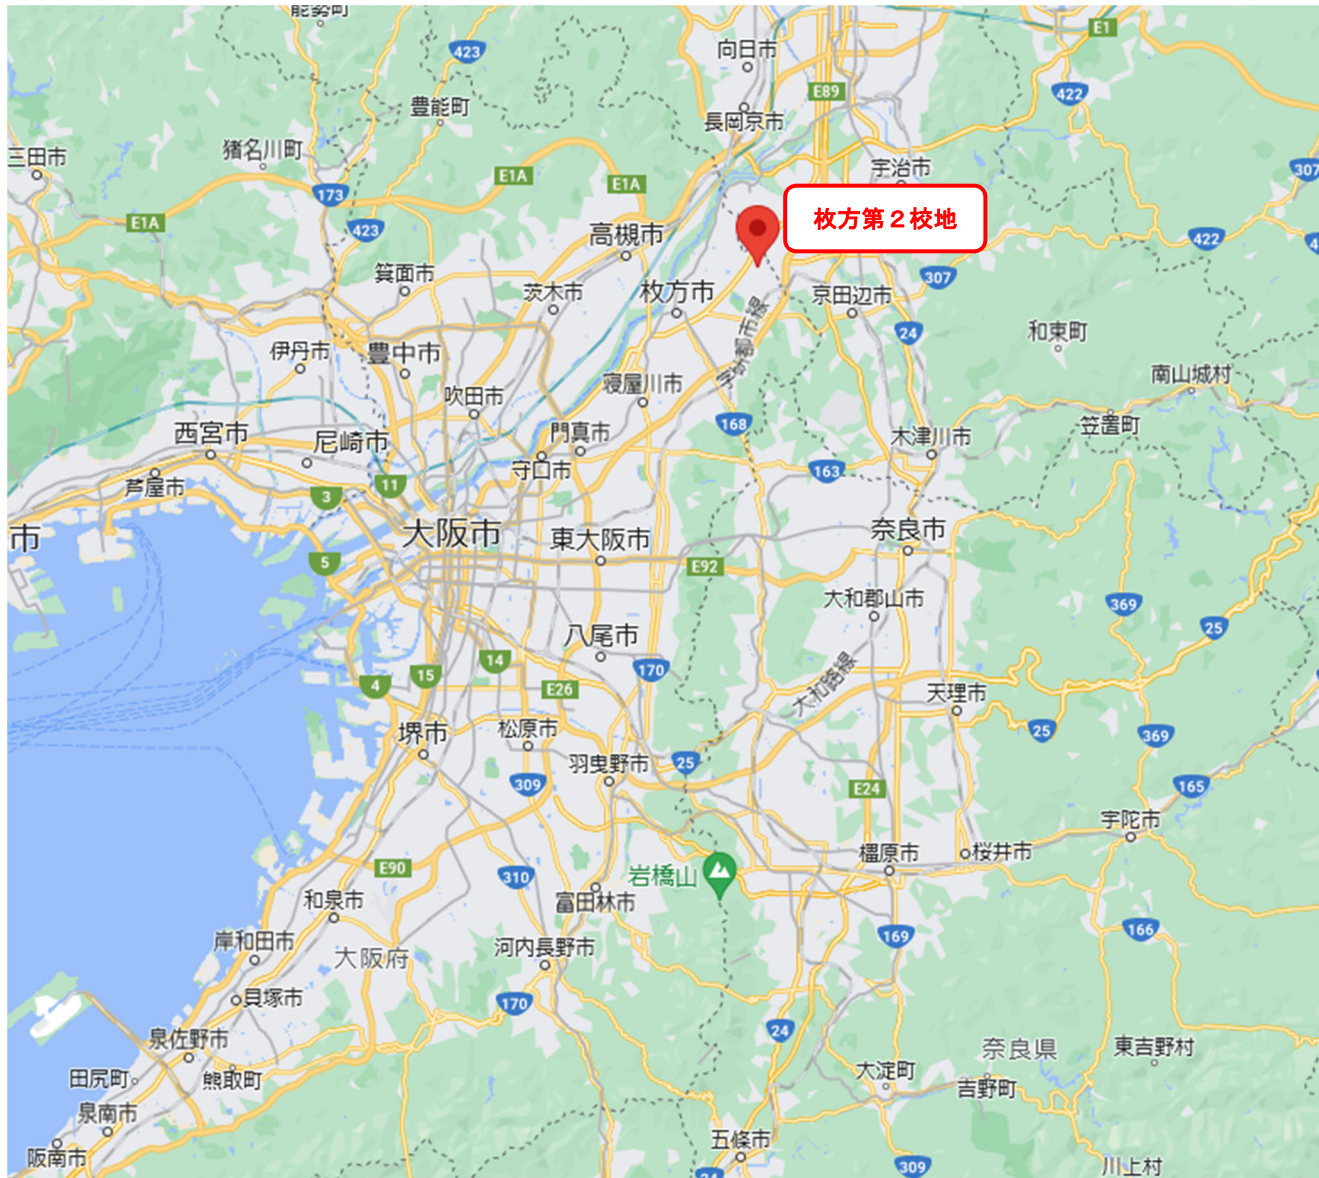 能勢町
向日市
E1
423
E89
422
豊能町
長岡京市
猪名川町
三田市
宇治市
307
E1A
E1A
173
枚方第２校地
E1A
423
高槻市
422
307
箕面市
茨木市
枚方市
京田辺市
24
和東町
学研都市線
伊丹市
豊中市
南山城村
寝屋川市
吹田市
168
笠置町
西宮市
尼崎市
門真市
木津川市
守口市
163
芦屋市
3
11
大阪市
奈良市
市
東大阪市
5
E92
大和郡山市
369
25
八尾市
170
14
15
4
E26
大和路線
天理市
堺市
松原市
25
369
羽曳野市
25
309
E24
165
宇陀市
橿原市
桜井市
E90
310
岩橋山
和泉市
富田林市
166
169
岸和田市
大阪府
河内長野市
貝塚市
170
24
泉佐野市
奈良県
東吉野村
田尻町
熊取町
大淀町
吉野町
泉南市
五條市
阪南市
309
川上村
24